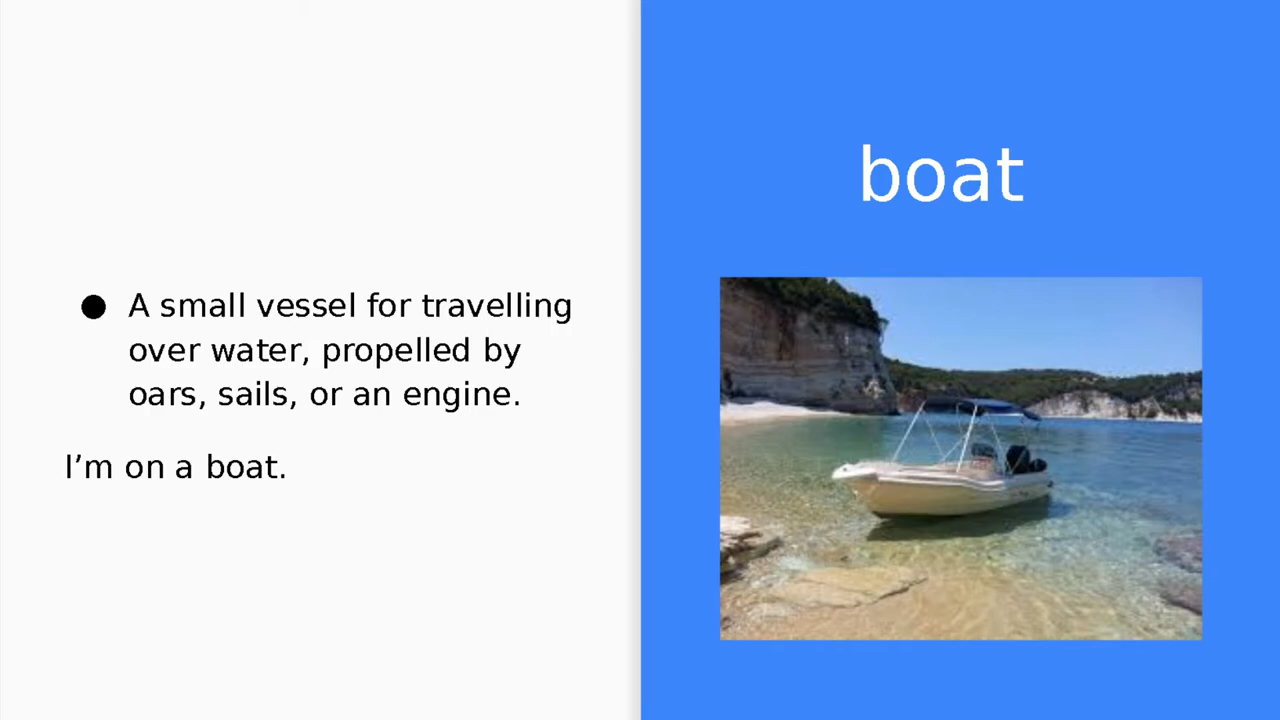 boat
● A small vessel for travelling
over water, propelled by
oars, sails, or an engine.
I’m on a boat.